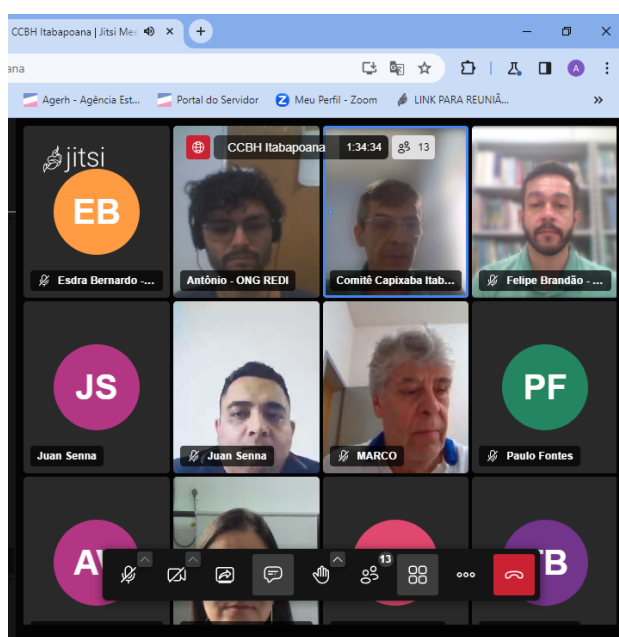 CCBH Itabapoana | Jitsi Mee
ana
Agerh - Agência Est...
Portal do Servidor
Meu Perfil - Zoom
LINK PARA REUNIÃ...
A
jitsi
CCBH Itabapoana 1:34:34 13
EB
Esdra Bernardo -...
Antônio - ONG REDI
Comitê Capixaba Itab...
Felipe Brandão - ...
JS
PF
Juan Senna
Juan Senna
MARCO
Paulo Fontes
13
B